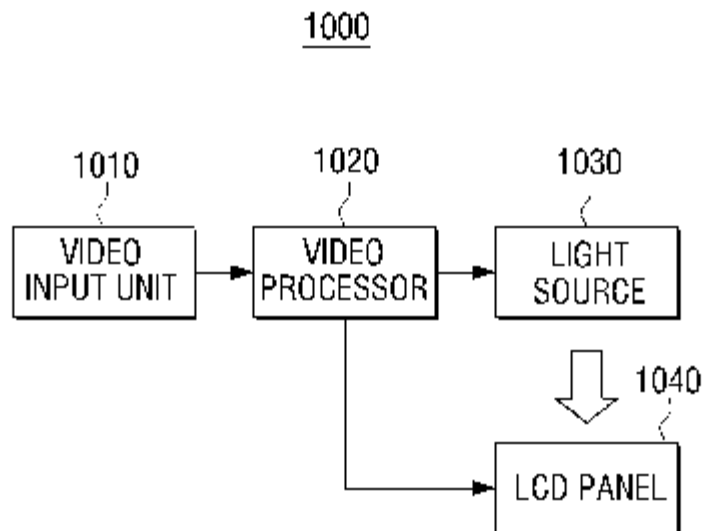 1000
1010
1020
1030
VIDEO
INPUT UNIT
VIDEO
PROCESSOR
LIGHT
SOURCE
1040
LCD PANEL